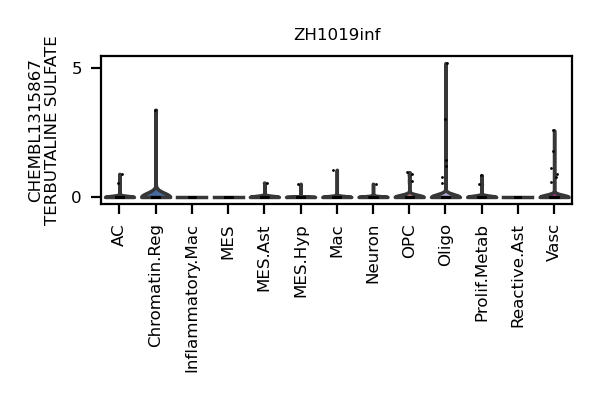 ZH1019inf
CHEMBL1315867
TERBUTALINE SULFATE
5
0
AC
Chromatin.Reg
Inflammatory.Mac
MES
MES.Ast
MES.Hyp
Mac
Neuron
OPC
Oligo
Prolif.Metab
Reactive.Ast
Vasc